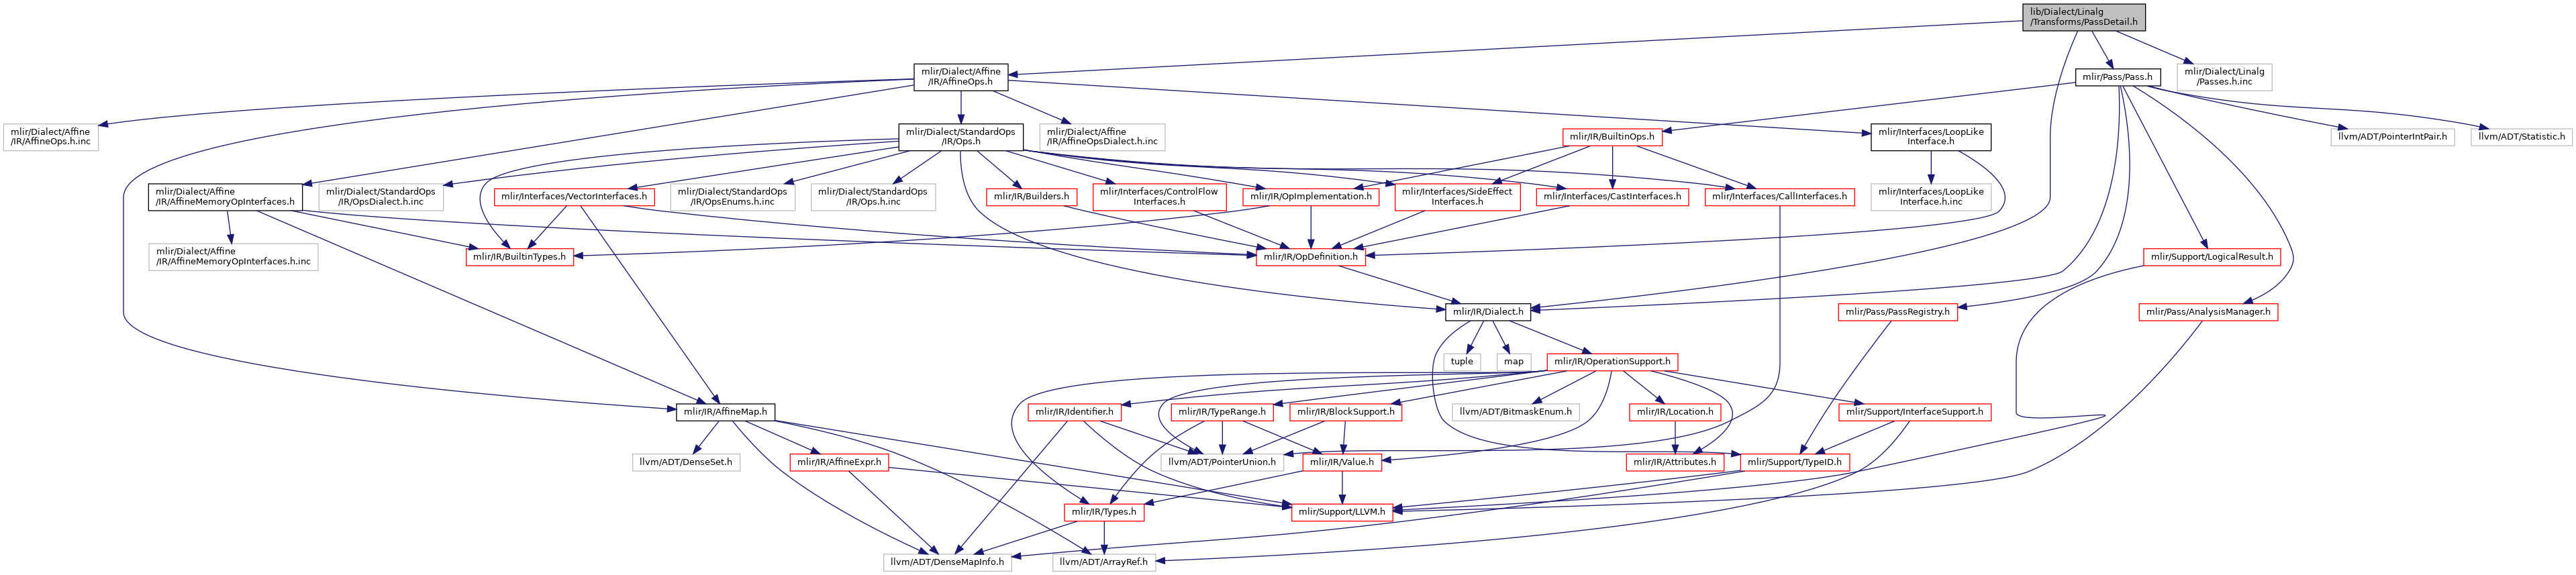 lib/Dialect/Linalg
/Transforms/PassDetail.h
mlir/Dialect/Affine
/IR/AffineOps.h
mlir/Pass/Pass.h
mlir/Dialect/Linalg
/Passes.h.inc
mlir/Dialect/Affine
/IR/AffineOps.h.inc
mlir/Dialect/StandardOps
/IR/Ops.h
mlir/Dialect/Affine
/IR/AffineOpsDialect.h.inc
mlir/IR/BuiltinOps.h
mlir/Interfaces/LoopLike
Interface.h
llvm/ADT/PointerIntPair.h
llvm/ADT/Statistic.h
mlir/Dialect/Affine
/IR/AffineMemoryOpInterfaces.h
mlir/Dialect/StandardOps
/IR/OpsDialect.h.inc
mlir/Interfaces/VectorInterfaces.h
mlir/Dialect/StandardOps
/IR/OpsEnums.h.inc
mlir/Dialect/StandardOps
/IR/Ops.h.inc
mlir/IR/Builders.h
mlir/Interfaces/ControlFlow
Interfaces.h
mlir/IR/OpImplementation.h
mlir/Interfaces/SideEffect
Interfaces.h
mlir/Interfaces/CastInterfaces.h
mlir/Interfaces/CallInterfaces.h
mlir/Interfaces/LoopLike
Interface.h.inc
mlir/Dialect/Affine
/IR/AffineMemoryOpInterfaces.h.inc
mlir/IR/BuiltinTypes.h
mlir/IR/OpDefinition.h
mlir/Support/LogicalResult.h
mlir/IR/Dialect.h
mlir/Pass/PassRegistry.h
mlir/Pass/AnalysisManager.h
tuple
map
mlir/IR/OperationSupport.h
mlir/IR/AffineMap.h
mlir/IR/Identifier.h
mlir/IR/TypeRange.h
mlir/IR/BlockSupport.h
llvm/ADT/BitmaskEnum.h
mlir/IR/Location.h
mlir/Support/InterfaceSupport.h
llvm/ADT/DenseSet.h
mlir/IR/AffineExpr.h
llvm/ADT/PointerUnion.h
mlir/IR/Value.h
mlir/IR/Attributes.h
mlir/Support/TypeID.h
mlir/IR/Types.h
mlir/Support/LLVM.h
llvm/ADT/DenseMapInfo.h
llvm/ADT/ArrayRef.h